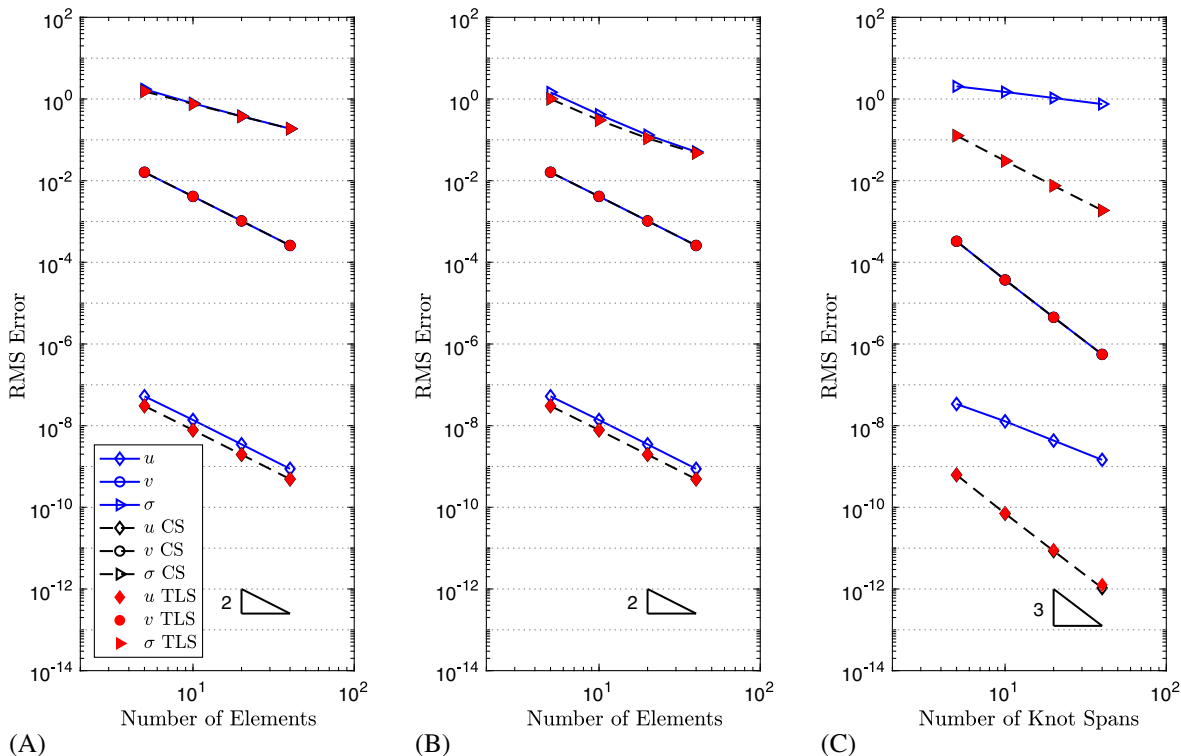 10^2
10^0
10^-2
10^-4
10^-6
10^-8
10^-10
10^-12
10^-14
RMS Error
u
v
σ
u CS
v CS
σ CS
u TLS
v TLS
σ TLS
2
10^1
10^2
Number of Elements
(A)
10^2
10^0
10^-2
10^-4
10^-6
10^-8
10^-10
10^-12
10^-14
RMS Error
2
10^1
10^2
Number of Elements
(B)
10^2
10^0
10^-2
10^-4
10^-6
10^-8
10^-10
10^-12
10^-14
RMS Error
3
10^1
10^2
Number of Knot Spans
(C)